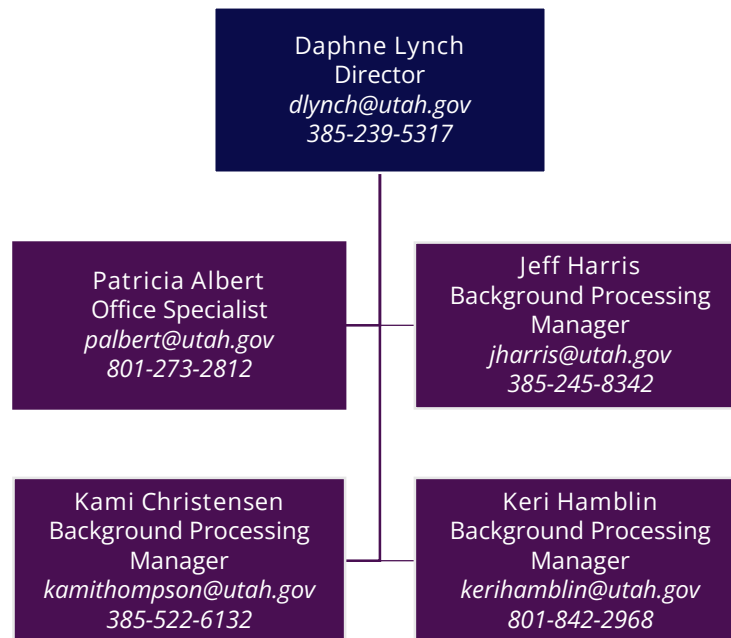 Daphne Lynch
Director
dlynch@utah.gov
385-239-5317
Patricia Albert
Office Specialist
palbert@utah.gov
801-273-2812
Jeff Harris
Background Processing
Manager
jharris@utah.gov
385-245-8342
Kami Christensen
Background Processing
Manager
kamithompson@utah.gov
385-522-6132
Keri Hamblin
Background Processing
Manager
kerihamblin@utah.gov
801-842-2968